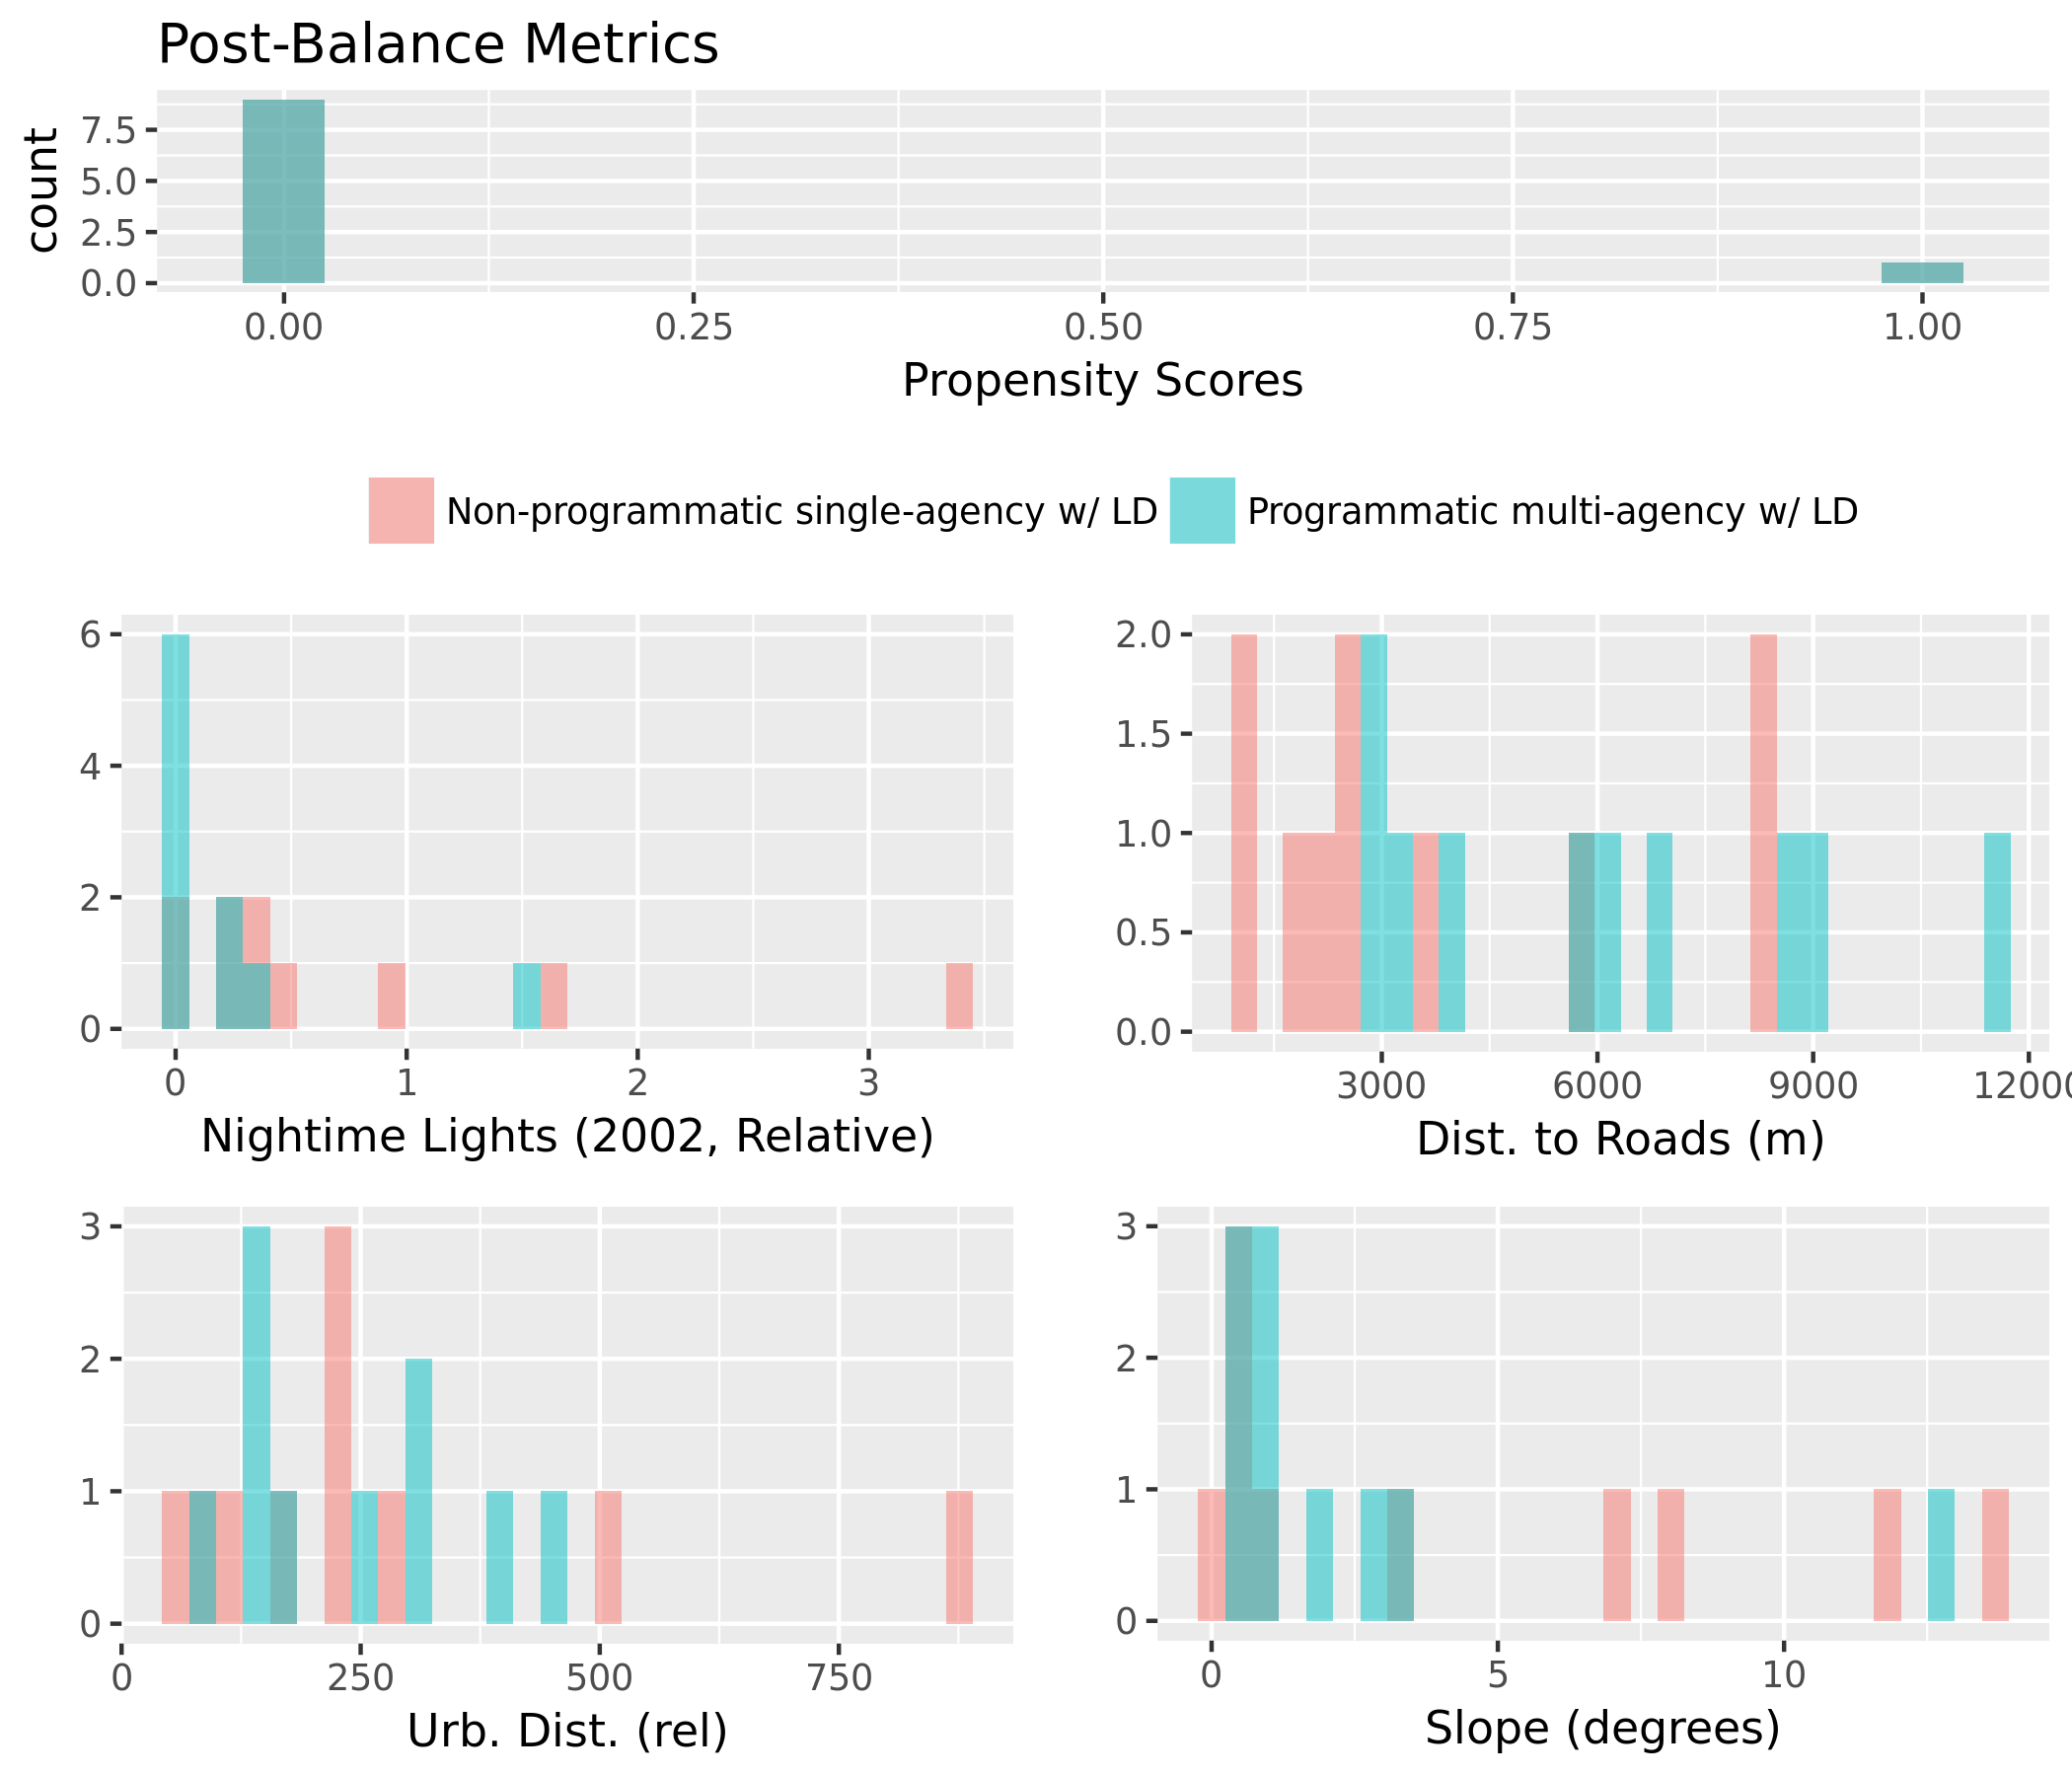 Post-Balance Metrics
count
7.5
5.0
2.5
0.0
0.00 0.25 0.50 0.75 1.00
Propensity Scores
Non-programmatic single-agency w/ LD Programmatic multi-agency w/ LD
6
4
2
0
0 1 2 3
Nightime Lights (2002, Relative)
2.0
1.5
1.0
0.5
0.0
3000 6000 9000 12000
Dist. to Roads (m)
3
2
1
0
0 250 500 750
Urb. Dist. (rel)
3
2
1
0
0 5 10
Slope (degrees)